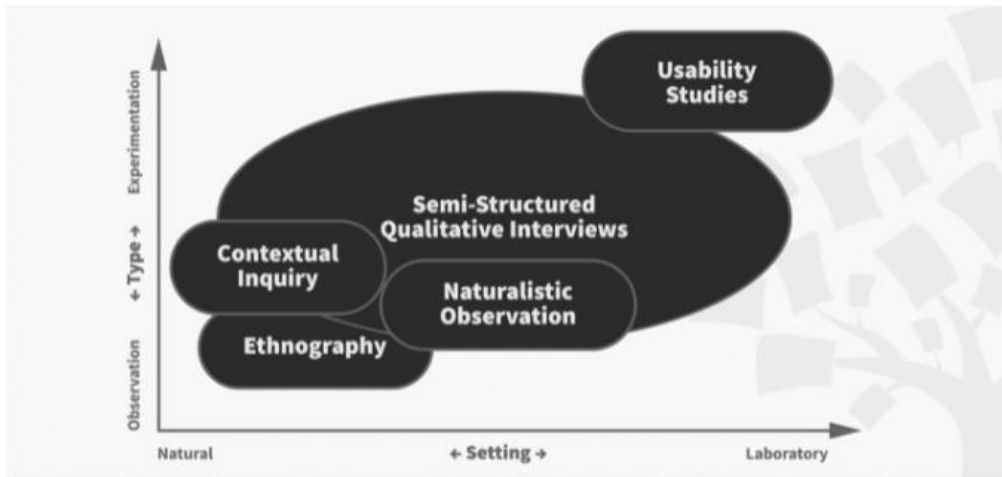 Usability
Studies
Experimentation
Semi-Structured
Qualitative Interviews
← Type →
Contextual
Inquiry
Naturalistic
Observation
Ethnography
Observation
Natural
← Setting →
Laboratory